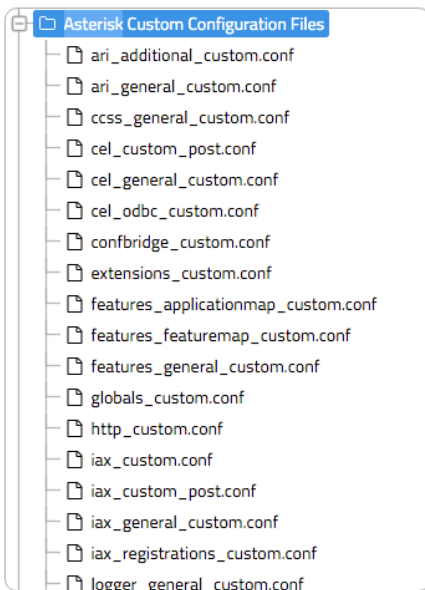 Asterisk Custom Configuration Files
ari_additional_custom.conf
ari_general_custom.conf
ccss_general_custom.conf
cel_custom_post.conf
cel_general_custom.conf
cel_odbc_custom.conf
confbridge_custom.conf
extensions_custom.conf
features_applicationmap_custom.conf
features_featuremap_custom.conf
features_general_custom.conf
globals_custom.conf
http_custom.conf
iax_custom.conf
iax_custom_post.conf
iax_general_custom.conf
iax_registrations_custom.conf
logger_general_custom.conf